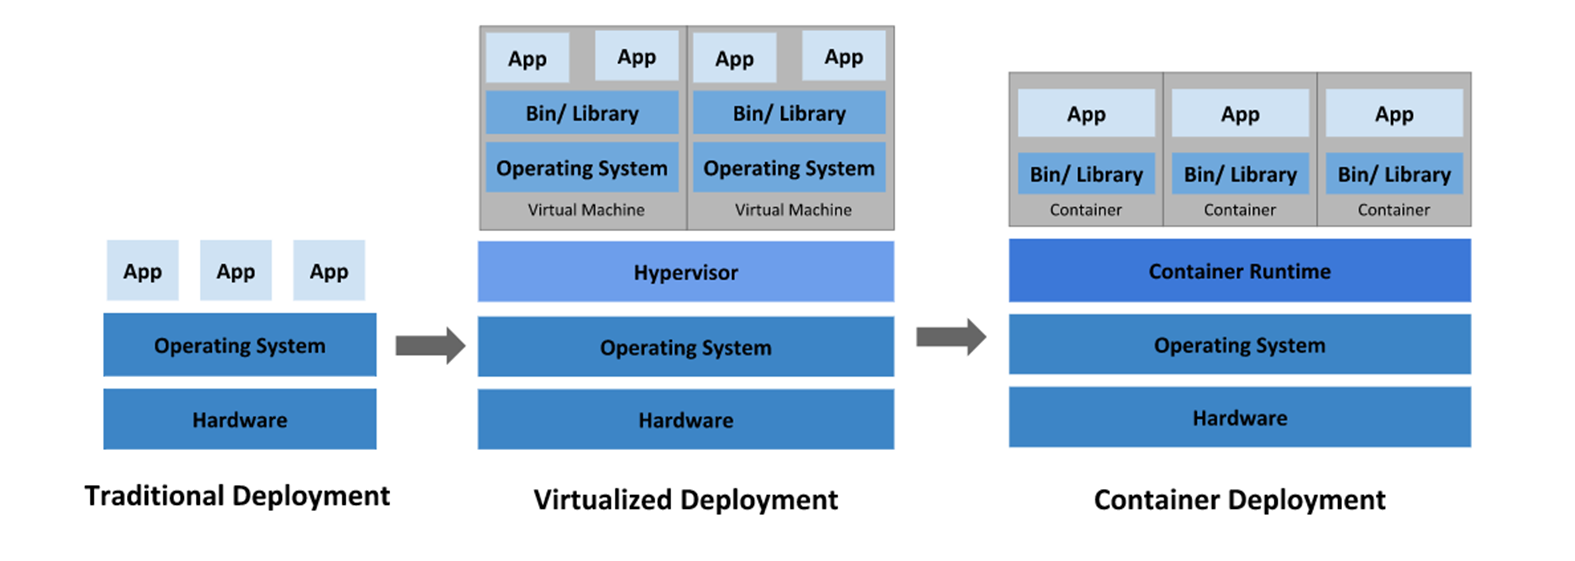 App
App
App
Operating System
Hardware
Traditional Deployment
App
App
App
App
Bin/ Library
Bin/ Library
Operating System
Operating System
Virtual Machine
Virtual Machine
Hypervisor
Operating System
Hardware
Virtualized Deployment
App
App
App
Bin/ Library
Bin/ Library
Bin/ Library
Container
Container
Container
Container Runtime
Operating System
Hardware
Container Deployment